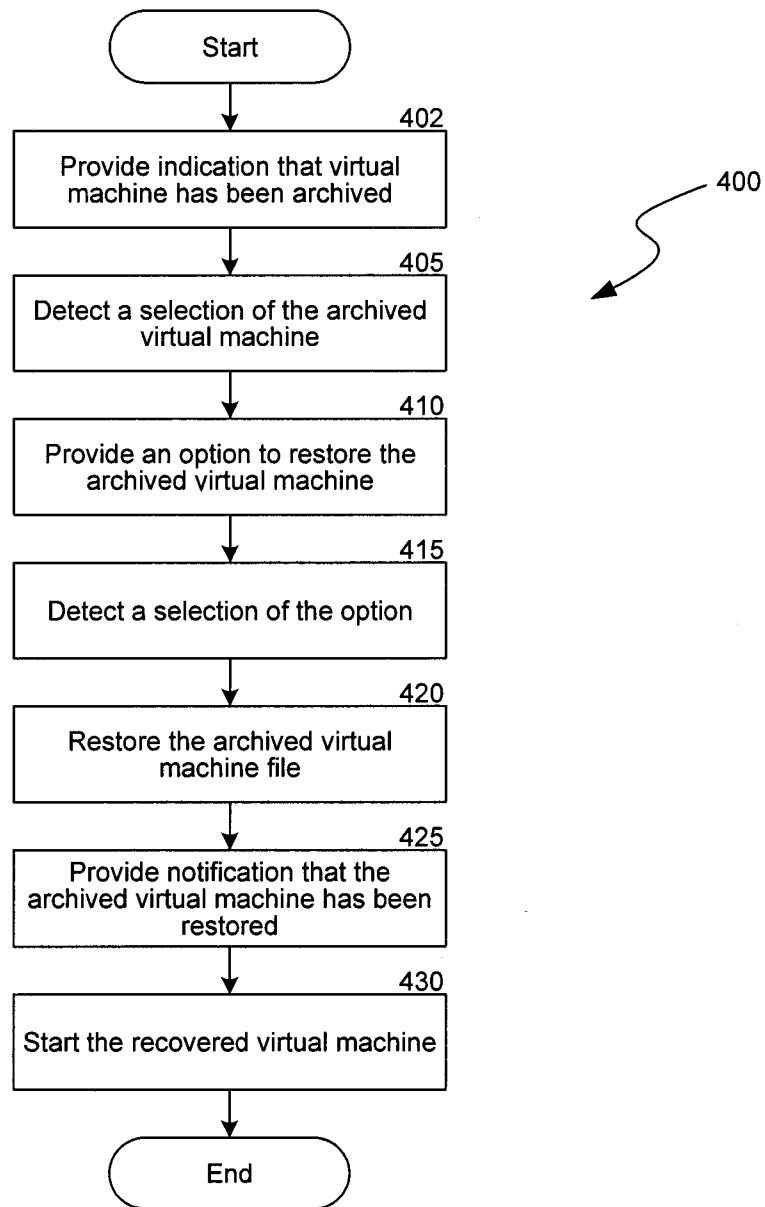 Start
402
Provide indication that virtual
machine has been archived
400
405
Detect a selection of the archived
virtual machine
410
Provide an option to restore the
archived virtual machine
415
Detect a selection of the option
420
Restore the archived virtual
machine file
425
Provide notification that the
archived virtual machine has been
restored
430
Start the recovered virtual machine
End